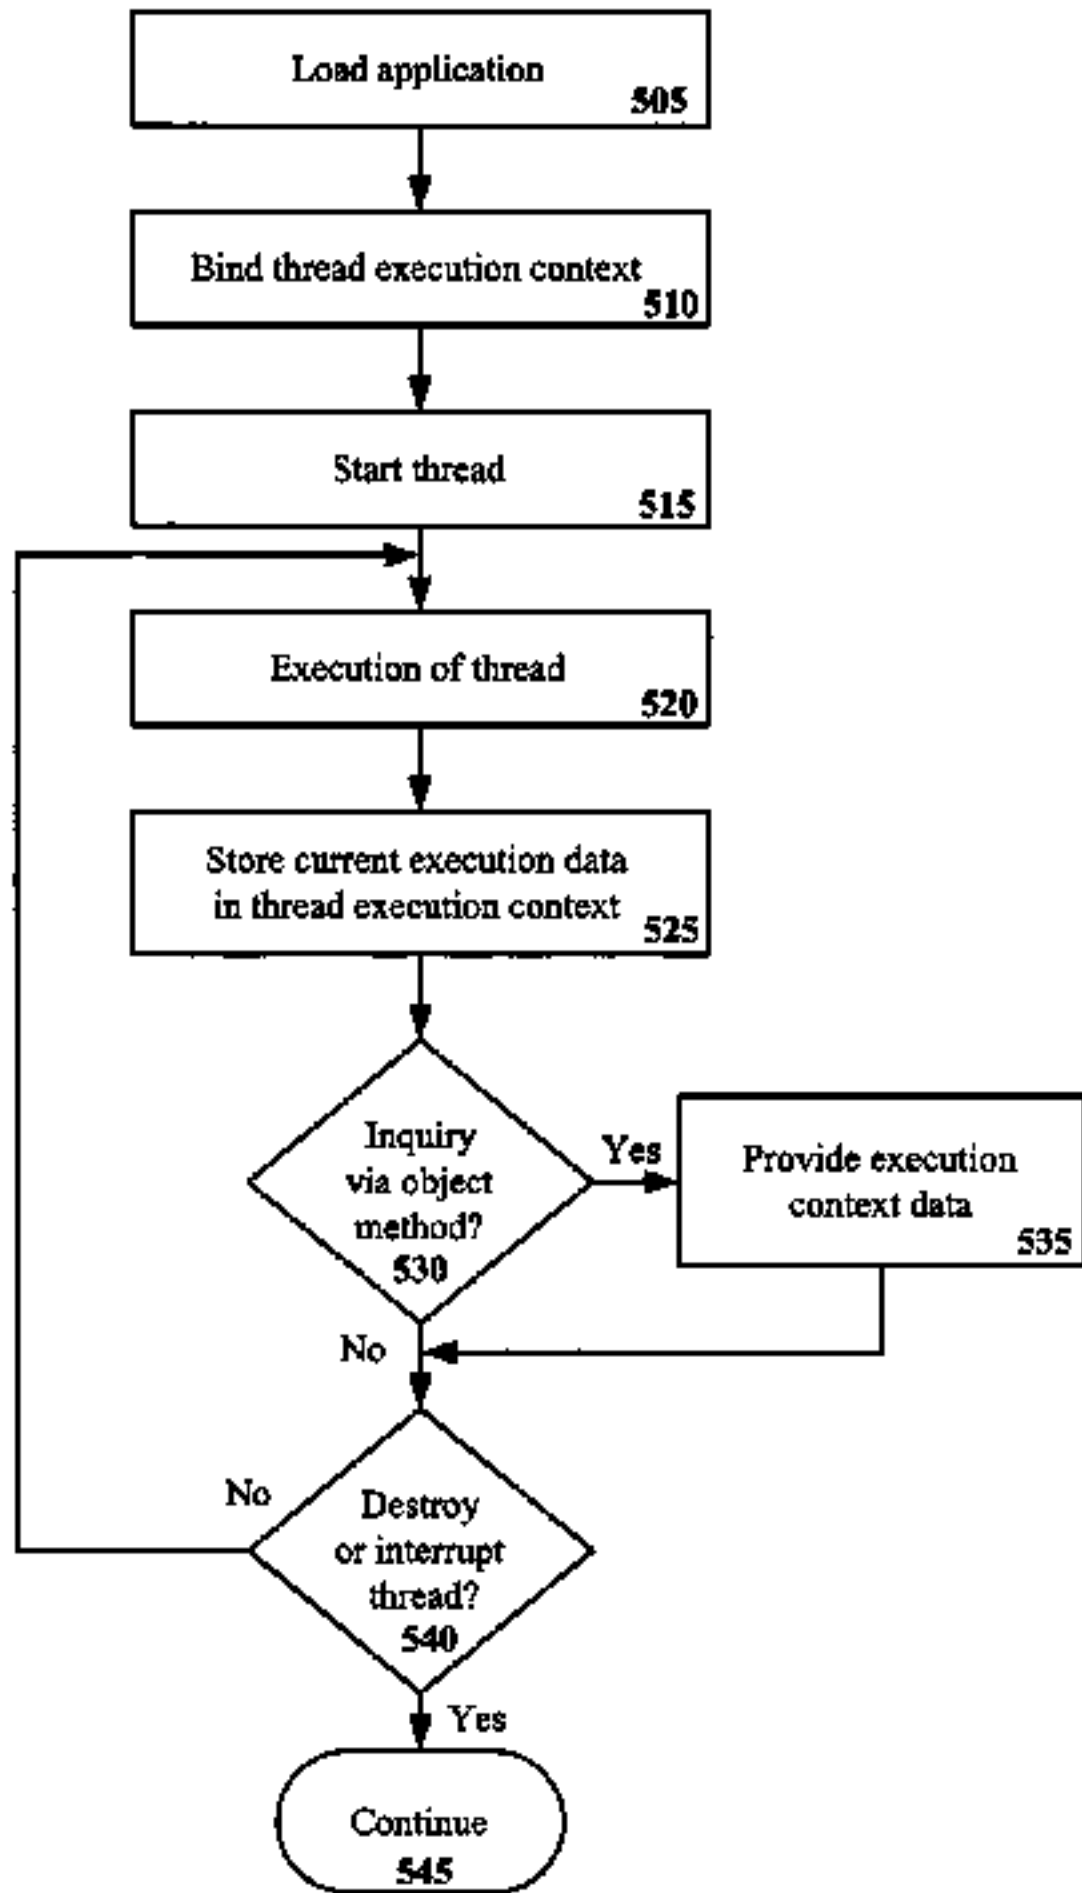 Load application
505
Bind thread execution context
510
Start thread
515
Execution of thread
520
Store current execution data
in thread execution context
525
Inquiry
via object
method?
530
Yes
Provide execution
context data
535
No
Destroy
or interrupt
thread?
540
No
Yes
Continue
545